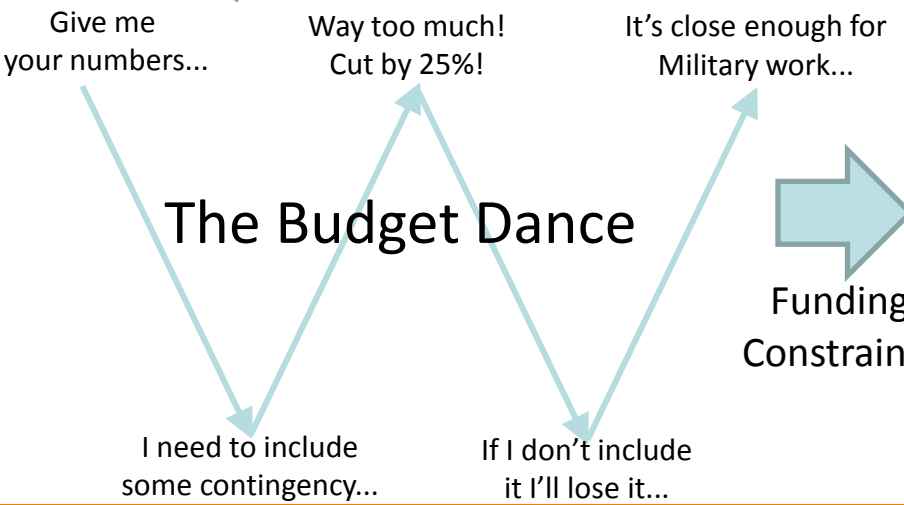 Give me
your numbers...
Way too much!
Cut by 25%!
It's close enough for
Military work...
The Budget Dance
Funding
I need to include
some contingency...
If I don't include
it I'll lose it...